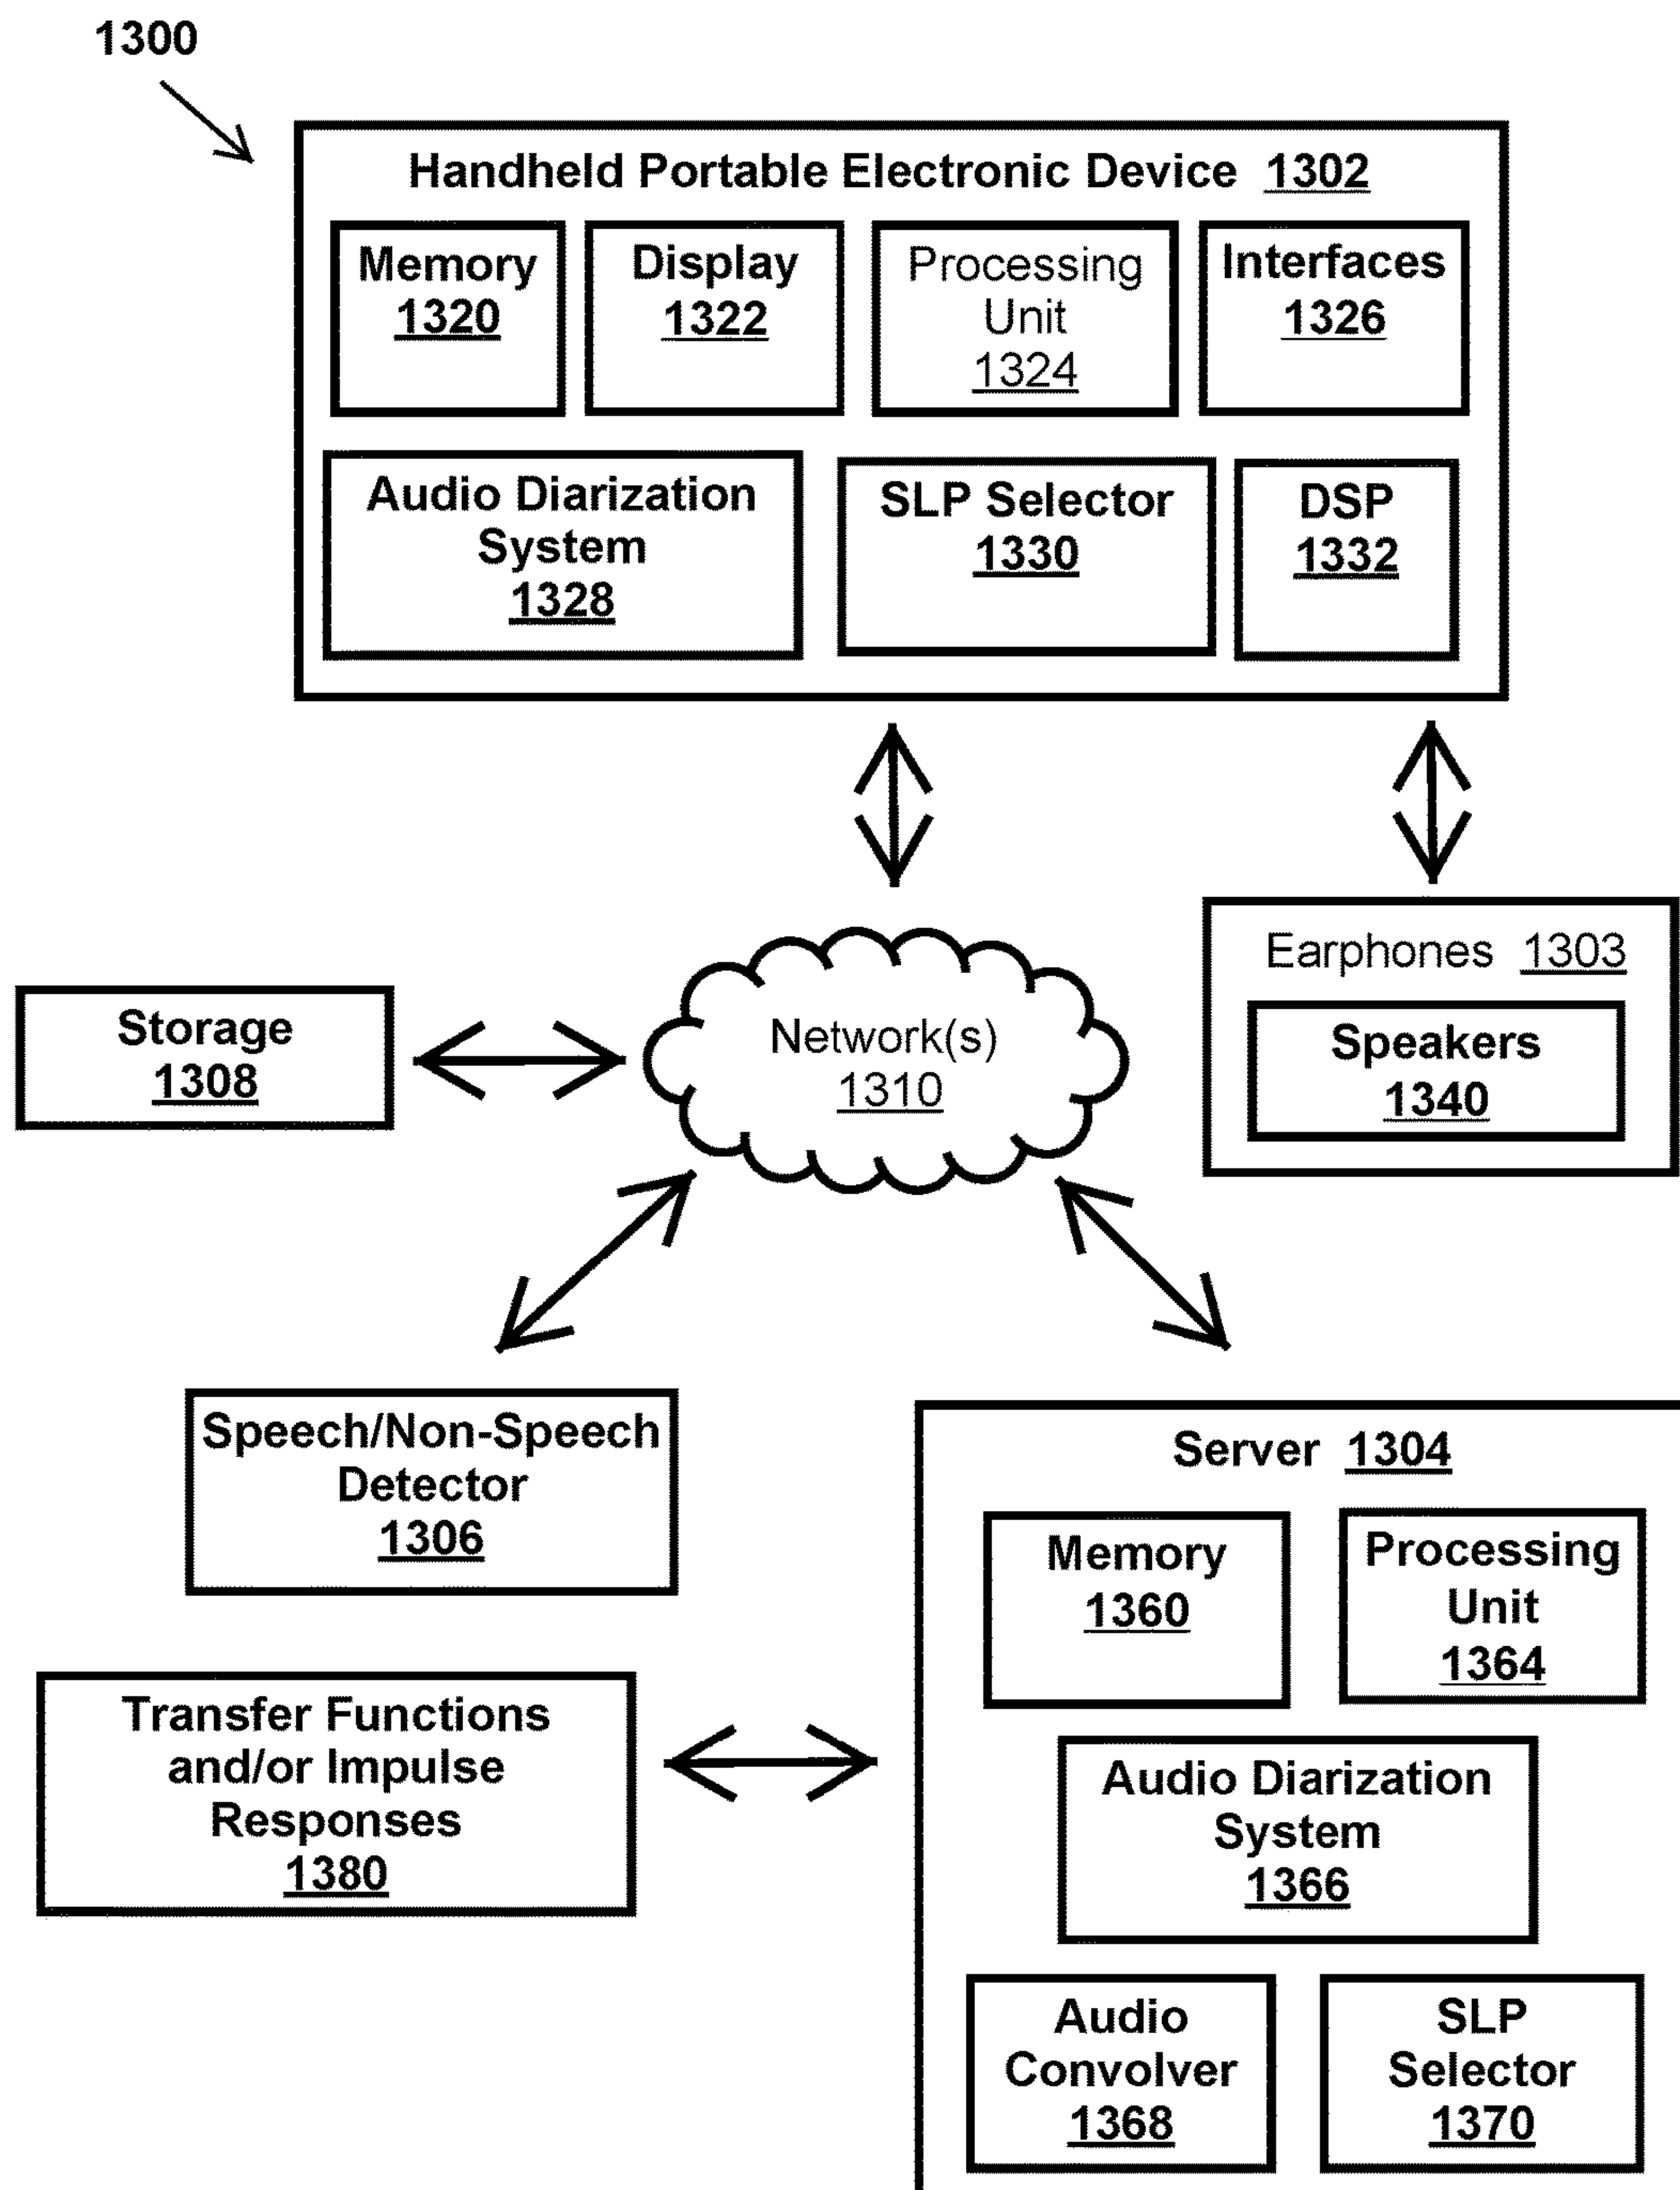 1300
Handheld Portable Electronic Device 1302
Memory
1320
Display
1322
Processing
Unit
1324
Interfaces
1326
Audio Diarization
System
1328
SLP Selector
1330
DSP
1332
Earphones 1303
Speakers
1340
Storage
1308
Network(s)
1310
Speech/Non-Speech
Detector
1306
Server 1304
Memory
1360
Processing
Unit
1364
Transfer Functions
and/or Impulse
Responses
1380
Audio Diarization
System
1366
Audio
Convolver
1368
SLP
Selector
1370